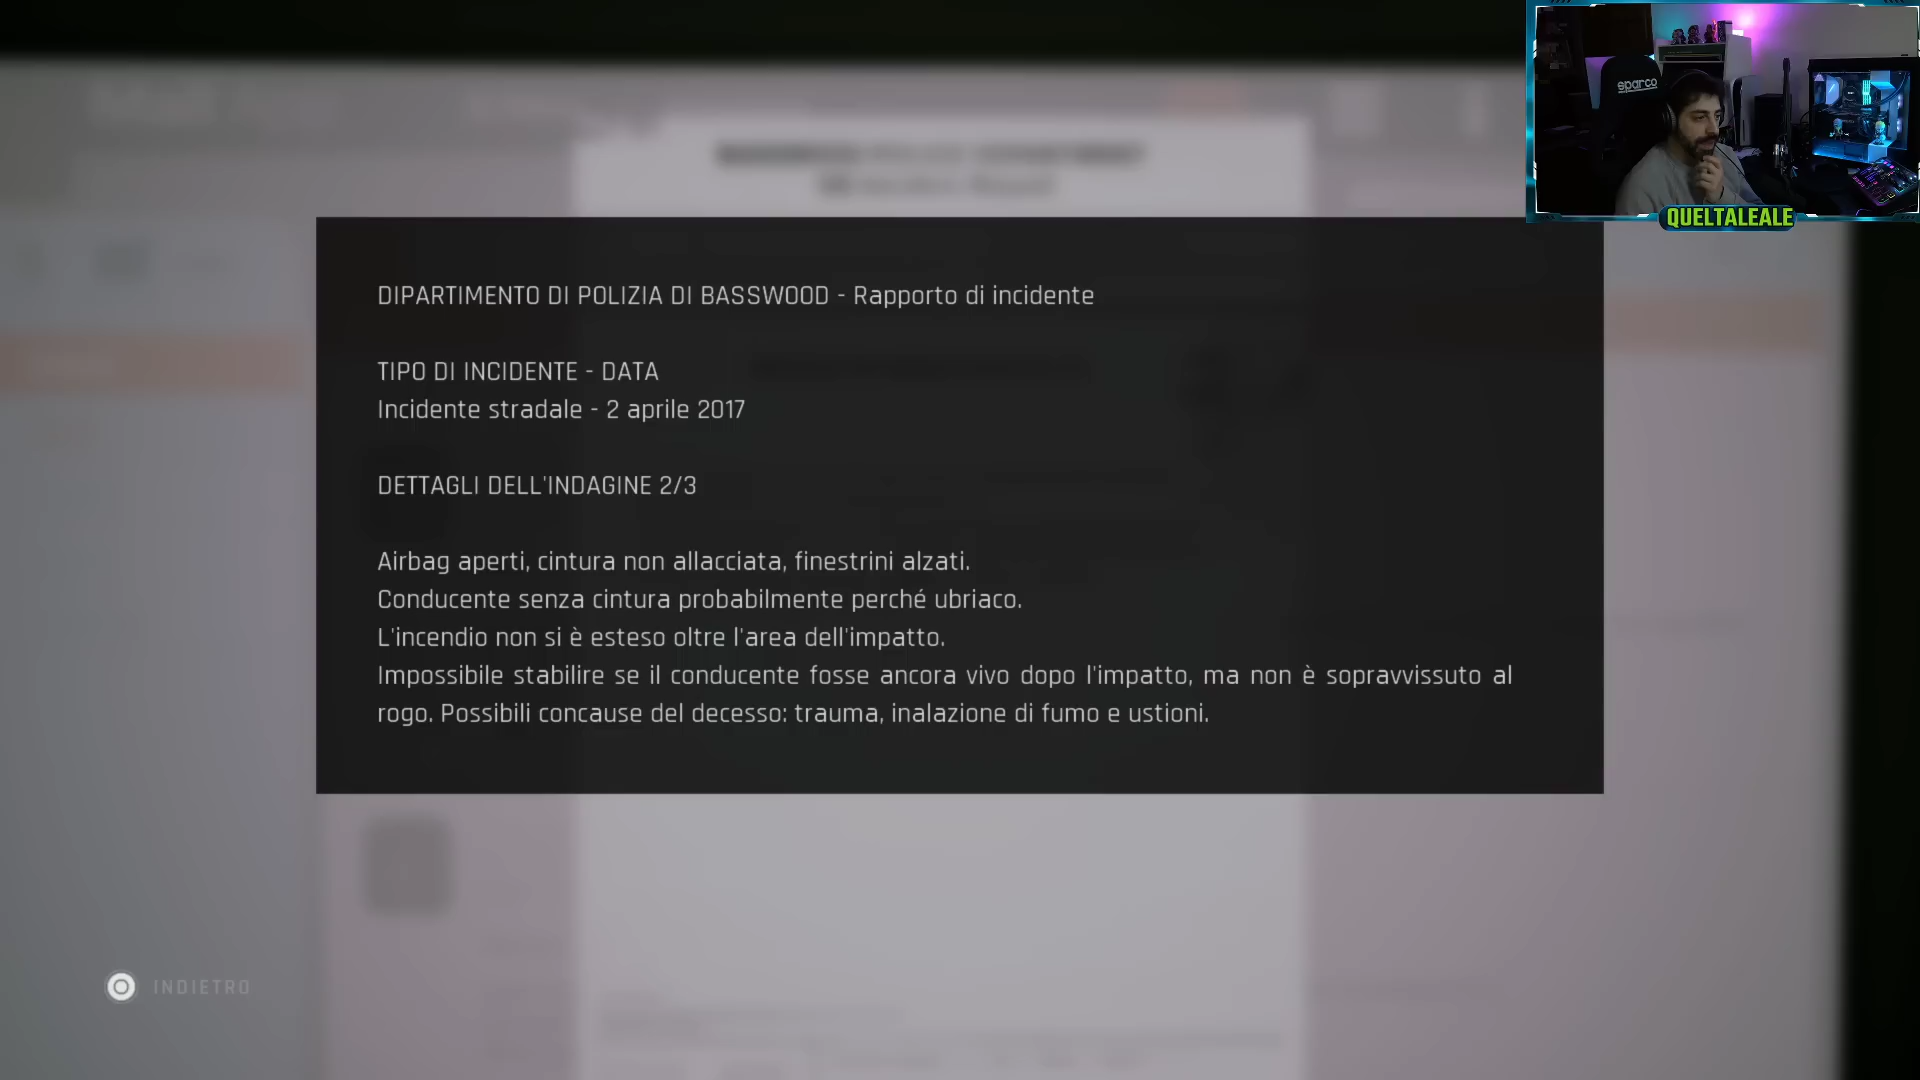 sparco
QUELTALEALE
DIPARTIMENTO DI POLIZIA DI BASSWOOD - Rapporto di incidente
TIPO DI INCIDENTE - DATA
Incidente stradale - 2 aprile 2017
DETTAGLI DELL'INDAGINE 2/3
Airbag aperti, cintura non allacciata, finestrini alzati.
Conducente senza cintura probabilmente perché ubriaco.
L'incendio non si è esteso oltre l'area dell'impatto.
Impossibile stabilire se il conducente fosse ancora vivo dopo l'impatto, ma non è sopravvissuto al
rogo. Possibili concause del decesso: trauma, inalazione di fumo e ustioni.
INDIETRO